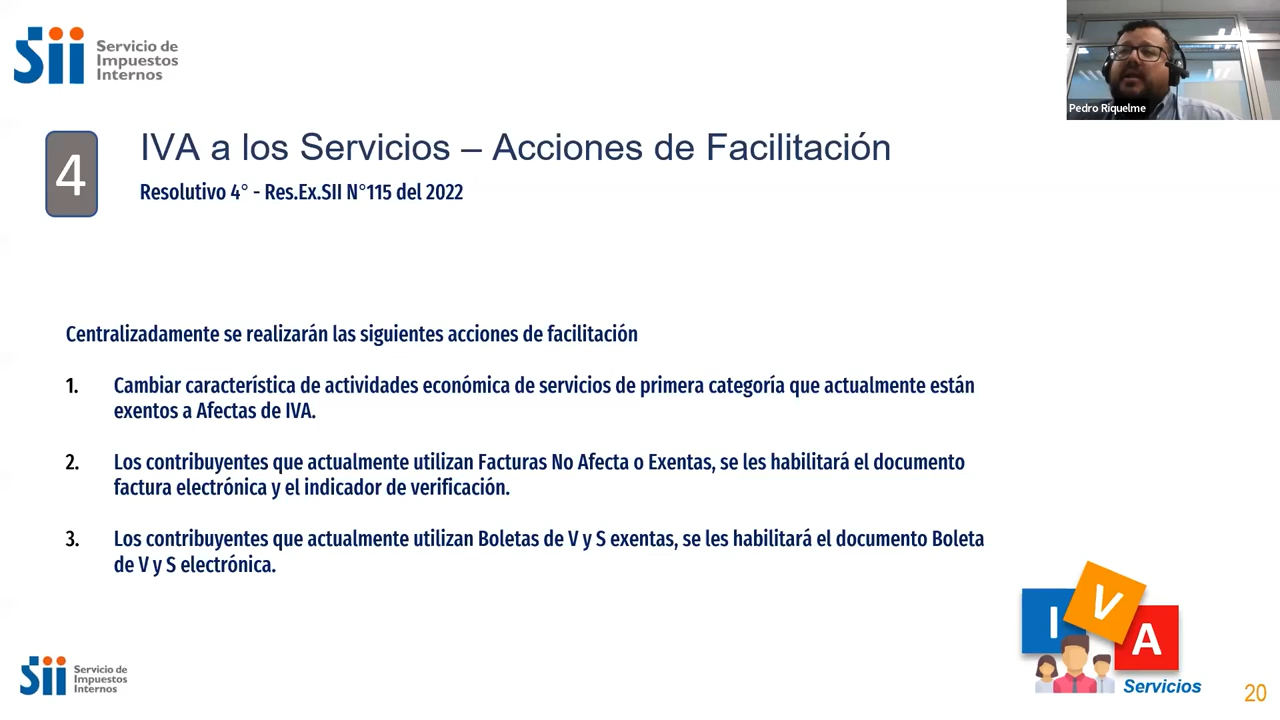 Sii Servicio de
Impuestos
Internos
Pedro Riquelme
4
IVA a los Servicios – Acciones de Facilitación
Resolutivo 4° - Res.Ex.SII N°115 del 2022
Centralizadamente se realizarán las siguientes acciones de facilitación
1. Cambiar característica de actividades económica de servicios de primera categoría que actualmente están
exentos a Afectas de IVA.
2. Los contribuyentes que actualmente utilizan Facturas No Afecta o Exentas, se les habilitará el documento
factura electrónica y el indicador de verificación.
3. Los contribuyentes que actualmente utilizan Boletas de V y S exentas, se les habilitará el documento Boleta
de V y S electrónica.
I V A
Servicios
Sii Servicio de
Impuestos
Internos
20